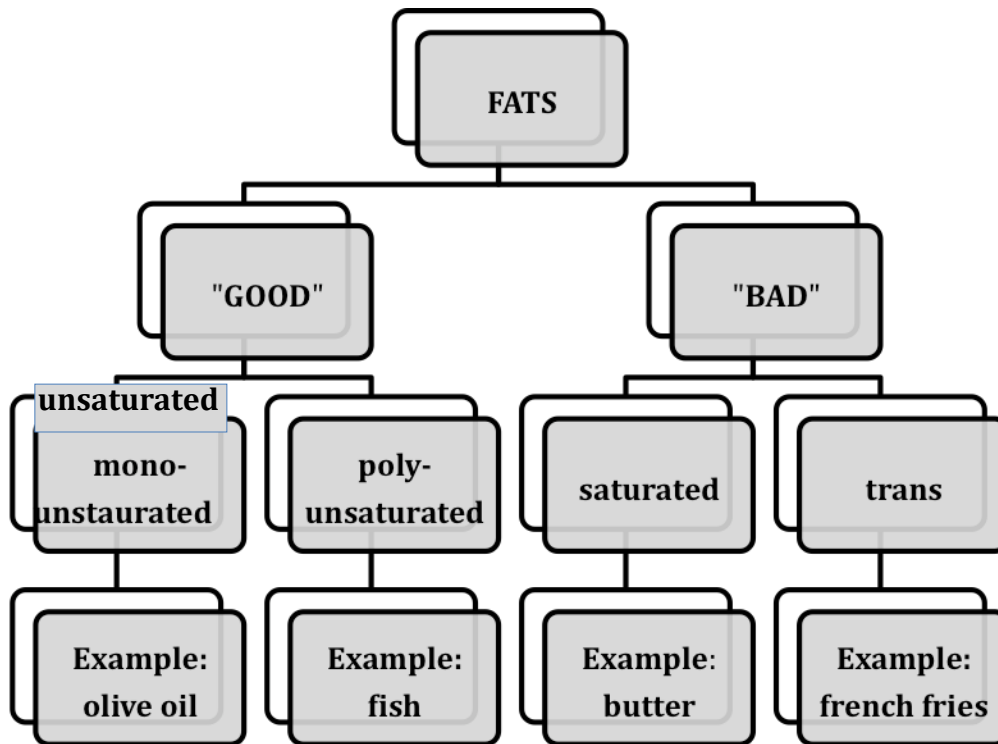 FATS
"GOOD"
"BAD"
unsaturated
mono-
unstaurated
poly-
unsaturated
saturated
trans
Example:
olive oil
Example:
fish
Example:
butter
Example:
french fries